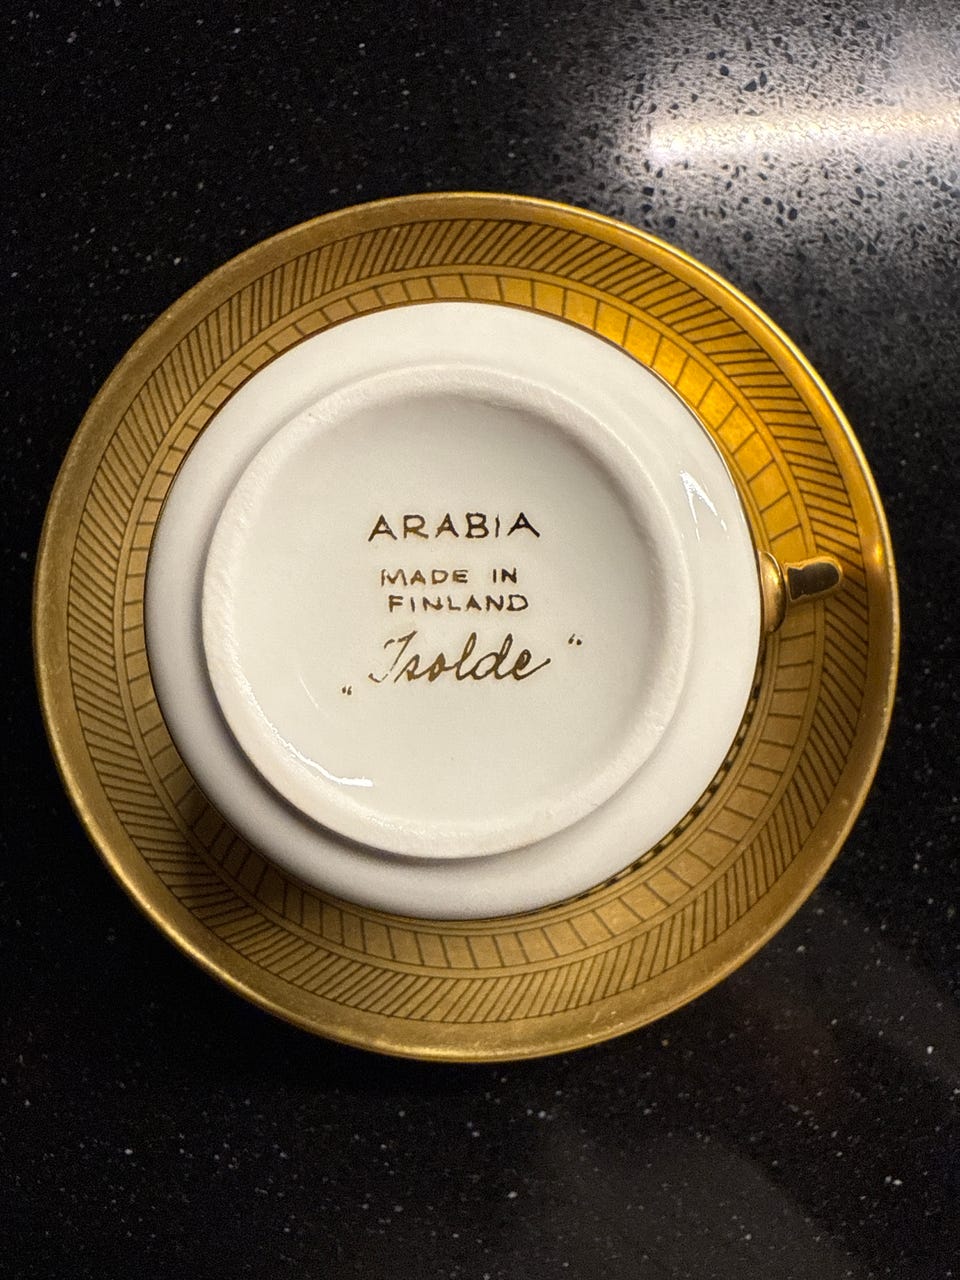 ARABIA
MADE IN
FINLAND
„Isolde“